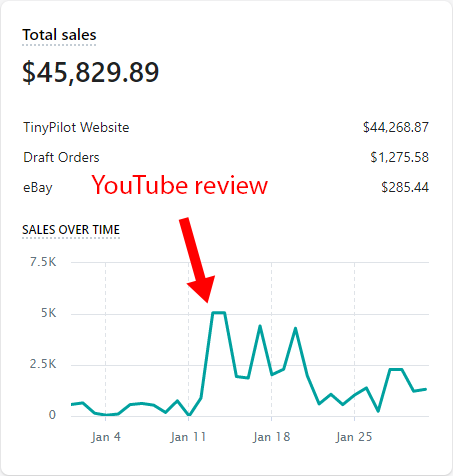 Total sales
$45,829.89
TinyPilot Website $44,268.87
Draft Orders $1,275.58
eBay $285.44
YouTube review
SALES OVER TIME
7.5K
5K
2.5K
0
Jan 4 Jan 11 Jan 18 Jan 25